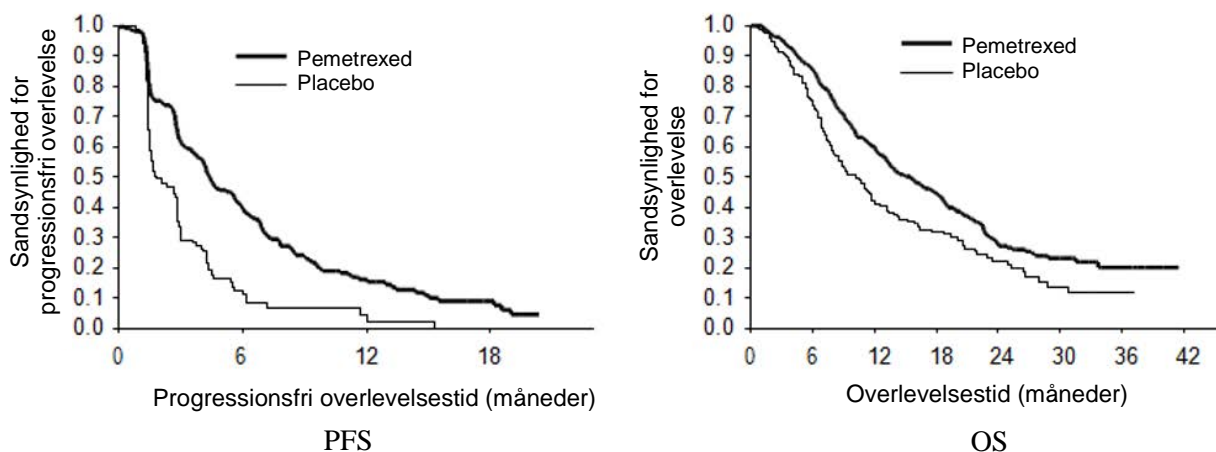 Sandsynlighed for
progressionsfri overlevelse
1.0
0.9
0.8
0.7
0.6
0.5
0.4
0.3
0.2
0.1
0.0
Pemetrexed
Placebo
0 6 12 18
Progressionsfri overlevelsestid (måneder)
PFS
Sandsynlighed for
overlevelse
1.0
0.9
0.8
0.7
0.6
0.5
0.4
0.3
0.2
0.1
0.0
Pemetrexed
Placebo
0 6 12 18 24 30 36 42
Overlevelsestid (måneder)
OS